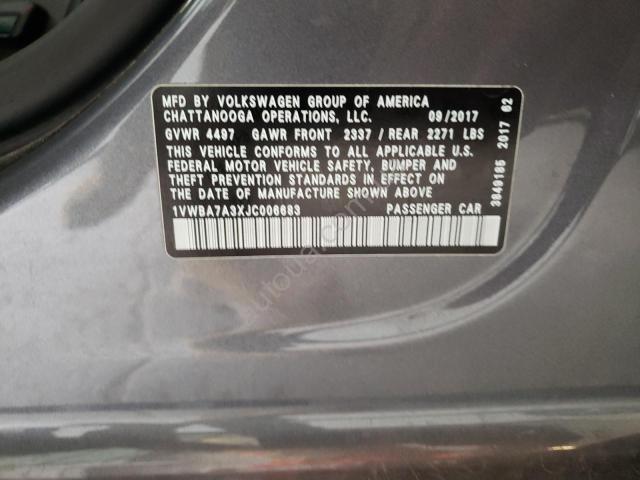 MFD BY VOLKSWAGEN GROUP OF AMERICA
CHATTANOOGA OPERATIONS, LLC. 09/2017
GVWR 4497 GAWR FRONT 2337 / REAR 2271 LBS
THIS VEHICLE CONFORMS TO ALL APPLICABLE U.S.
FEDERAL MOTOR VEHICLE SAFETY, BUMPER AND
THEFT PREVENTION STANDARDS IN EFFECT ON
THE DATE OF MANUFACTURE SHOWN ABOVE
1VWBA7A3XJC006683 PASSENGER CAR
3849185 2017 62